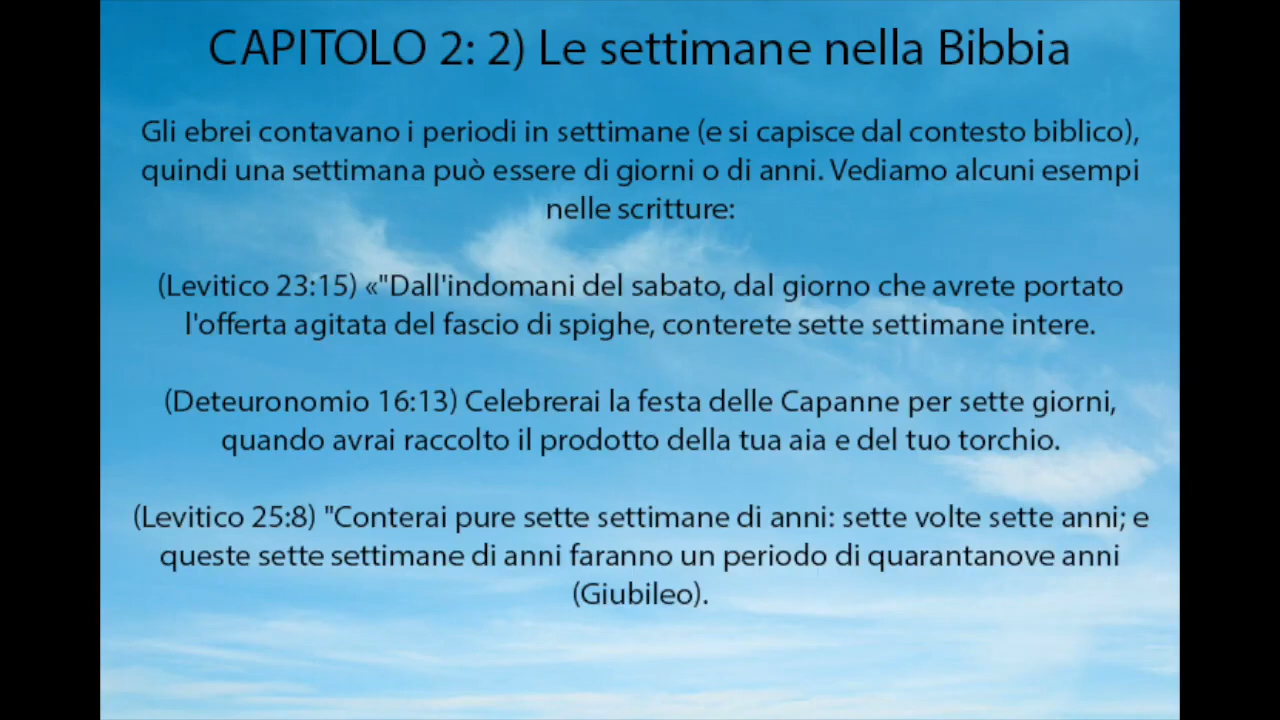 CAPITOLO 2: 2) Le settimane nella Bibbia
Gli ebrei contavano i periodi in settimane (e si capisce dal contesto biblico),
quindi una settimana può essere di giorni o di anni. Vediamo alcuni esempi
nelle scritture:
(Levitico 23:15) «"Dall'indomani del sabato, dal giorno che avrete portato
l'offerta agitata del fascio di spighe, conterete sette settimane intere.
(Deteuronomio 16:13) Celebrerai la festa delle Capanne per sette giorni,
quando avrai raccolto il prodotto della tua aia e del tuo torchio.
(Levitico 25:8) "Conterai pure sette settimane di anni: sette volte sette anni; e
queste sette settimane di anni faranno un periodo di quarantanove anni
(Giubileo).